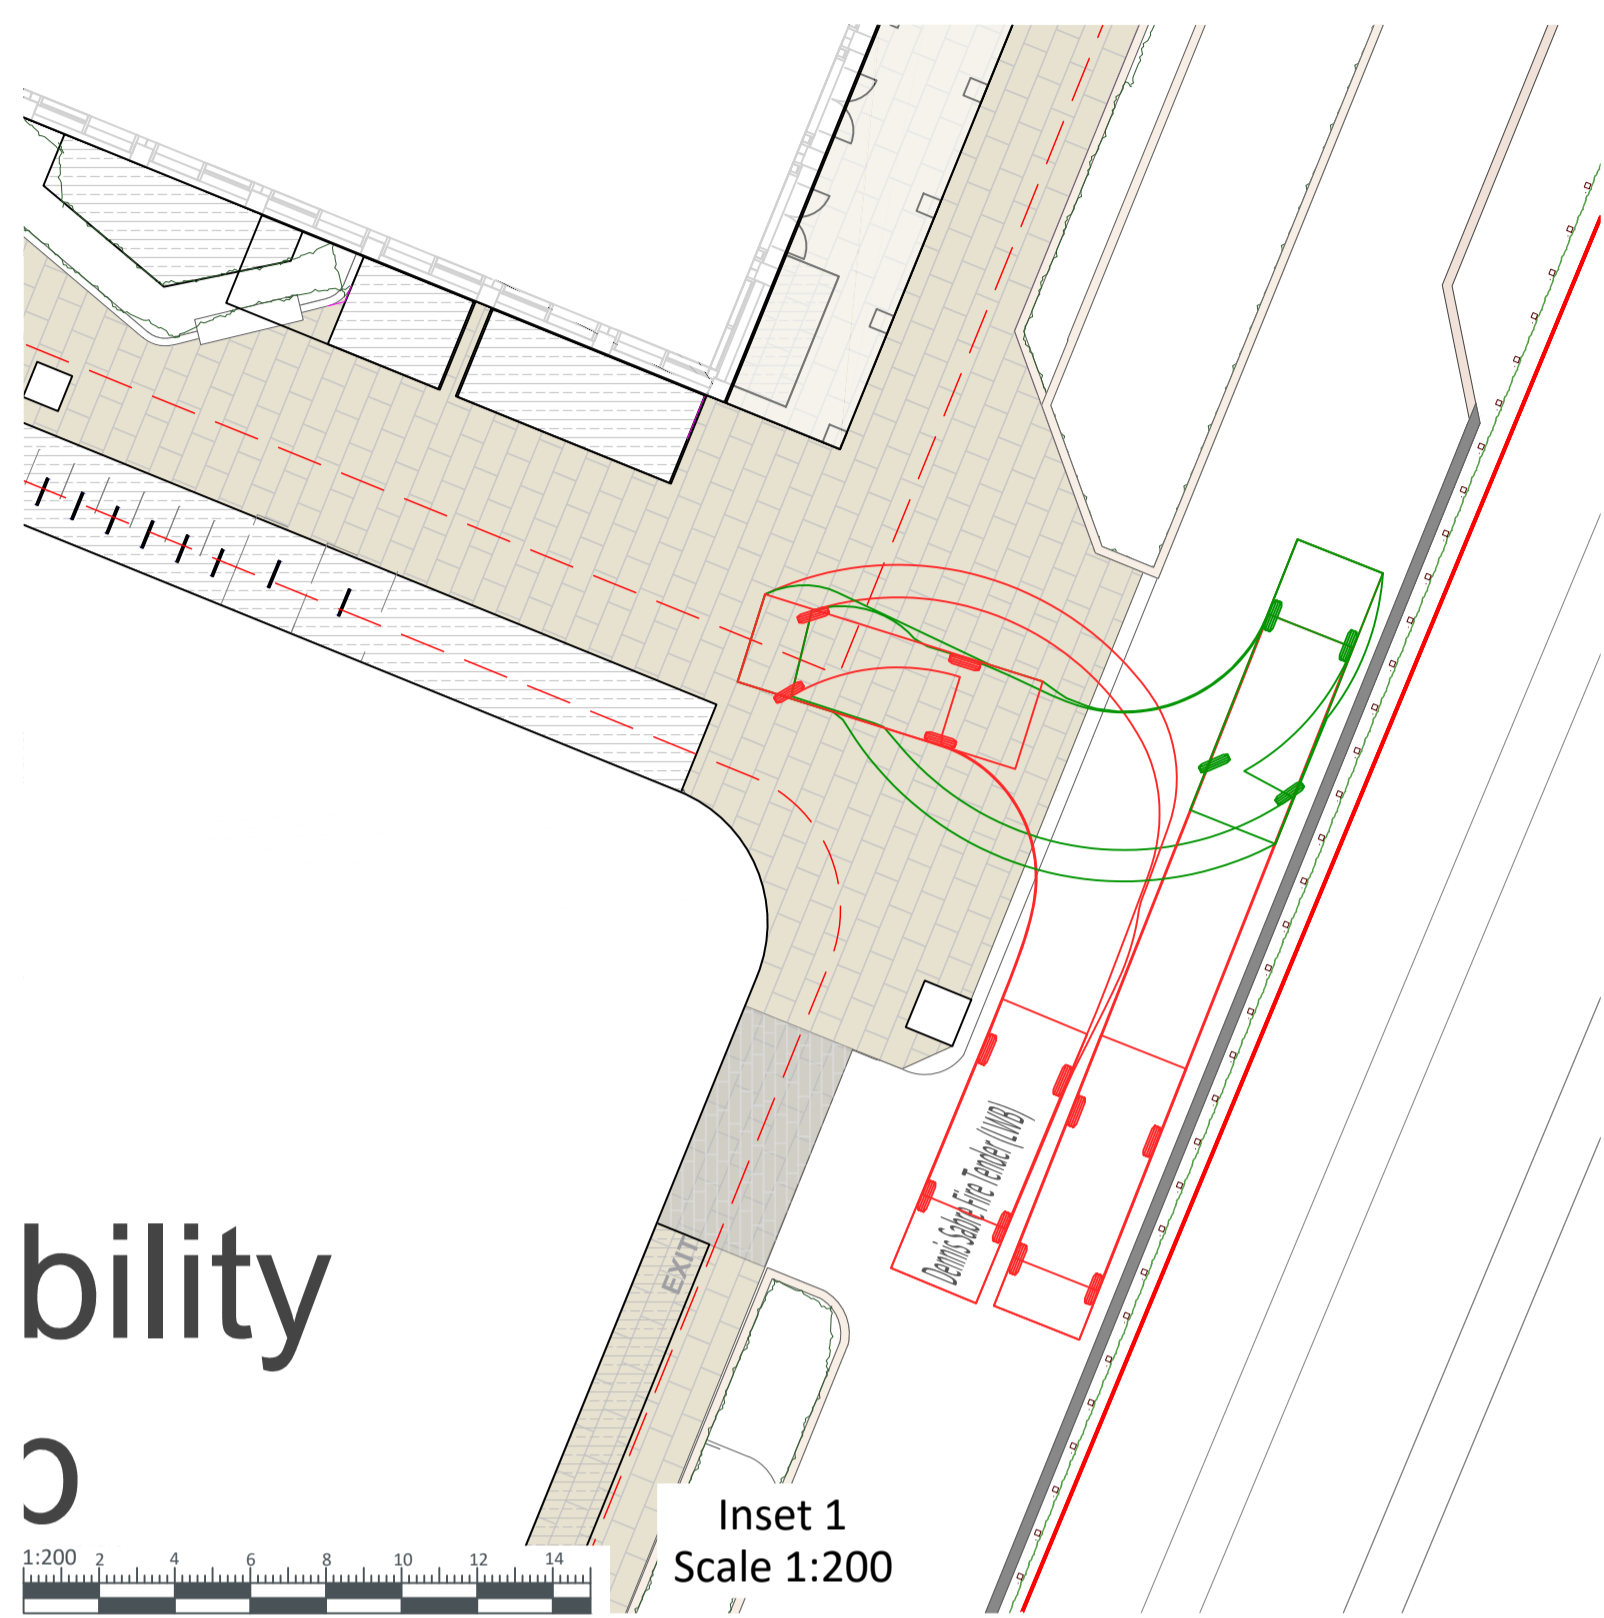 Dennis Sabre Fire Tender (LWB)
EXIT
bility
Inset 1
Scale 1:200
1:200 2 4 6 8 10 12 14